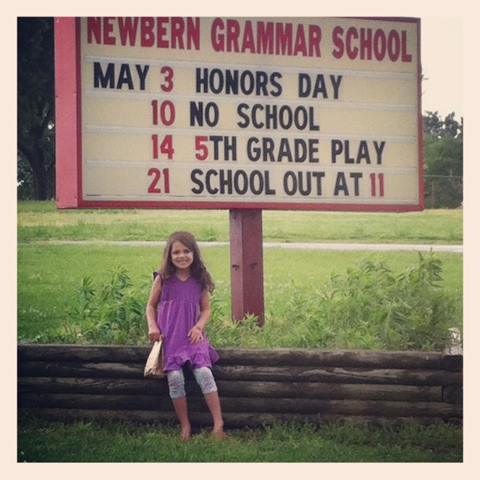 NEWBERN GRAMMAR SCHOOL
MAY 3 HONORS DAY
10 NO SCHOOL
14 5TH GRADE PLAY
21 SCHOOL OUT AT 11